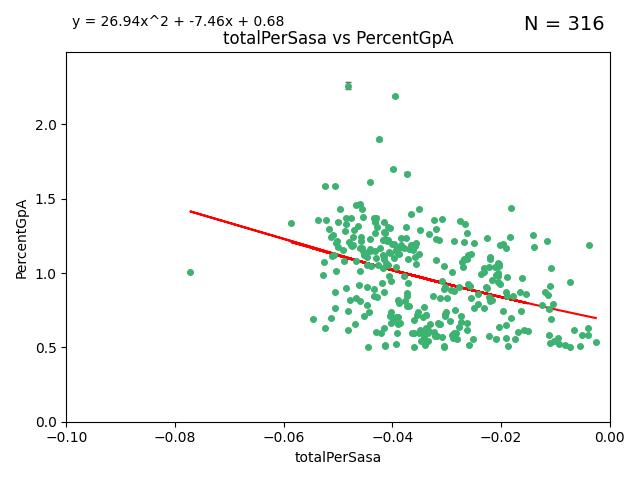 y = 26.94x^2 + -7.46x + 0.68
N = 316
totalPerSasa vs PercentGpA
2.0
1.5
1.0
0.5
0.0
PercentGpA
−0.10 −0.08 −0.06 −0.04 −0.02 0.00
totalPerSasa